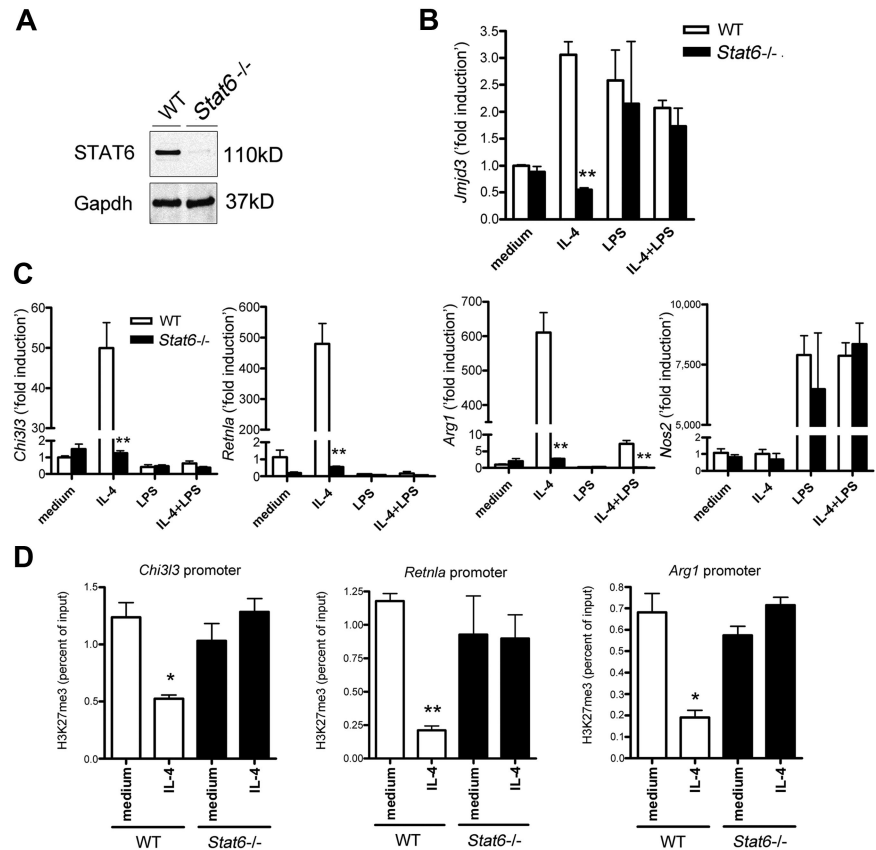 A
WT
Stat6-/-
STAT6
110kD
Gapdh
37kD
B
Jmjd3 ('fold induction')
3.5
3.0
2.5
2.0
1.5
1.0
0.5
0.0
**
WT
Stat6-/-
medium
IL-4
LPS
IL-4+LPS
C
Chi3l3 ('fold induction')
60
50
40
30
2
1
0
**
WT
Stat6-/-
medium
IL-4
LPS
IL-4+LPS
Retnla ('fold induction')
600
500
400
300
200
2
1
0
**
medium
IL-4
LPS
IL-4+LPS
Arg1 ('fold induction')
700
600
500
400
300
10
5
0
**
**
medium
IL-4
LPS
IL-4+LPS
Nos2 ('fold induction')
10,000
7,500
5,000
2
1
0
medium
IL-4
LPS
IL-4+LPS
D
Chi3l3 promoter
H3K27me3 (percent of input)
1.5
1.0
0.5
0.0
*
medium
IL-4
medium
IL-4
WT
Stat6-/-
Retnla promoter
H3K27me3 (percent of input)
1.25
1.00
0.75
0.50
0.25
0.00
**
medium
IL-4
medium
IL-4
WT
Stat6-/-
Arg1 promoter
H3K27me3 (percent of input)
0.8
0.7
0.6
0.5
0.4
0.3
0.2
0.1
0.0
*
medium
IL-4
medium
IL-4
WT
Stat6-/-